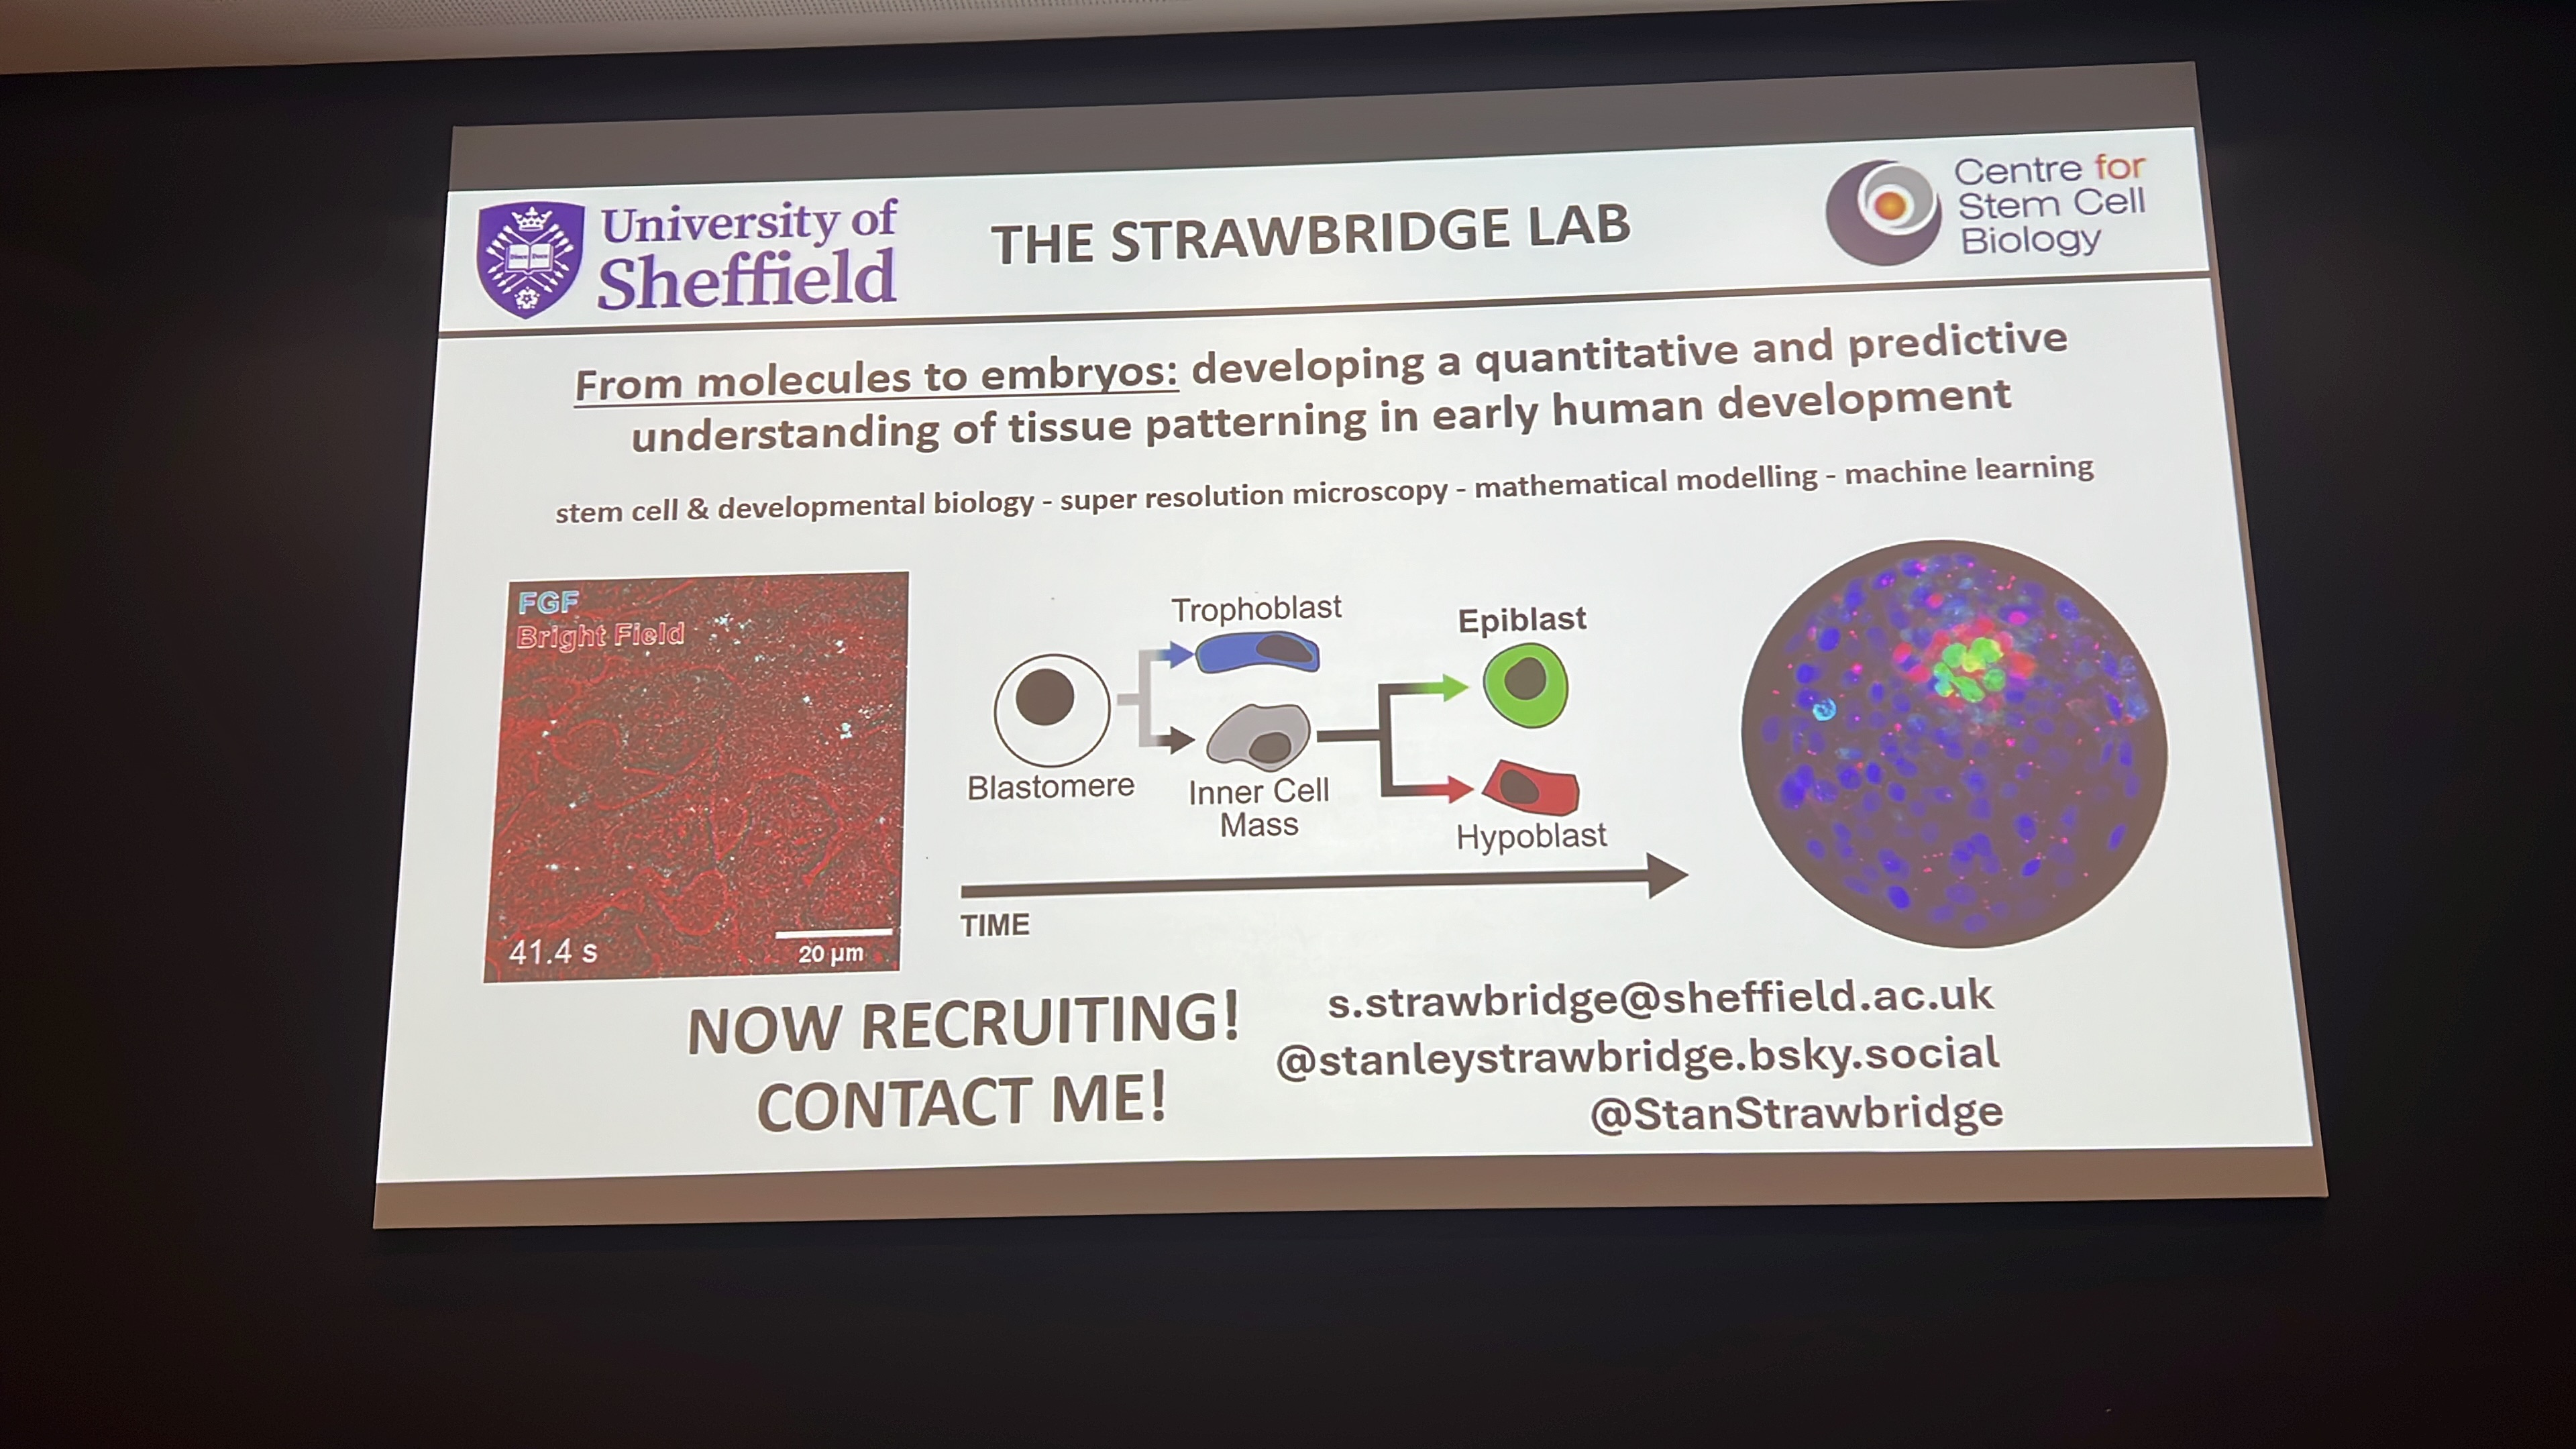 University of
Sheffield
THE STRAWBRIDGE LAB
Centre for
Stem Cell
Biology
From molecules to embryos: developing a quantitative and predictive
understanding of tissue patterning in early human development
stem cell & developmental biology - super resolution microscopy - mathematical modelling - machine learning
FGF
Bright Field
41.4 s
20 µm
Blastomere
Trophoblast
Inner Cell
Mass
Epiblast
Hypoblast
TIME
NOW RECRUITING!
CONTACT ME!
s.strawbridge@sheffield.ac.uk
@stanleystrawbridge.bsky.social
@StanStrawbridge